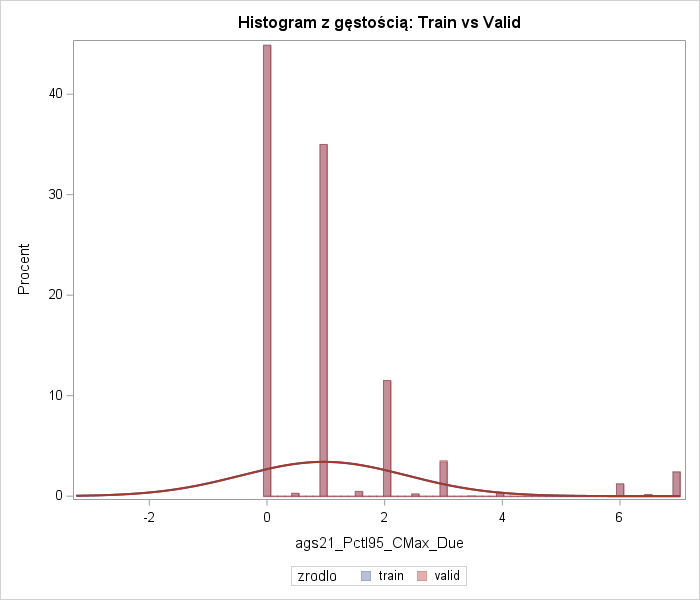 Histogram z gęstością: Train vs Valid
Procent
40
30
20
10
0
-2 0 2 4 6
ags21_Pctl95_CMax_Due
zrodlo train valid